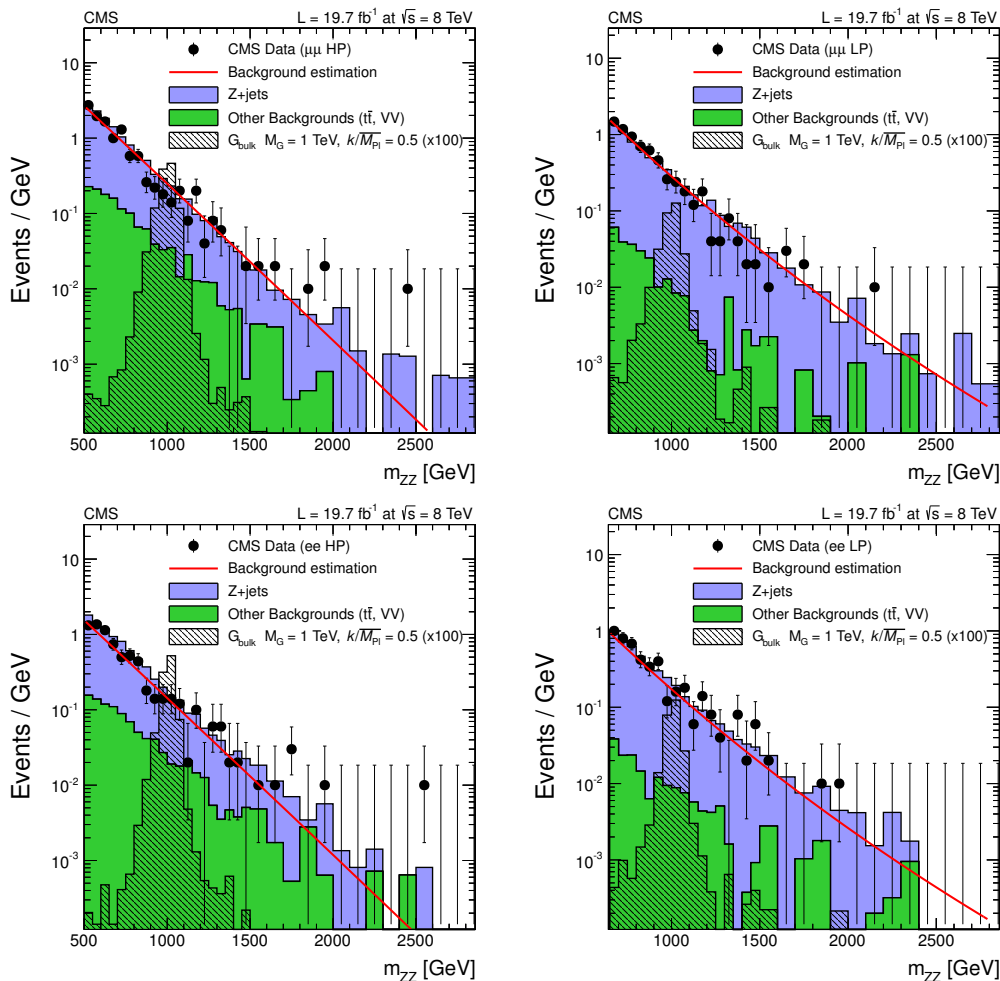 CMS L = 19.7 fb⁻¹ at √s = 8 TeV
CMS Data (μμ HP)
Background estimation
Z+jets
Other Backgrounds (tt̄, VV)
G_bulk M_G = 1 TeV, k/M̅_Pl = 0.5 (x100)
Events / GeV
10
1
10⁻¹
10⁻²
10⁻³
500 1000 1500 2000 2500
m_ZZ [GeV]
CMS L = 19.7 fb⁻¹ at √s = 8 TeV
CMS Data (μμ LP)
Background estimation
Z+jets
Other Backgrounds (tt̄, VV)
G_bulk M_G = 1 TeV, k/M̅_Pl = 0.5 (x100)
Events / GeV
10
1
10⁻¹
10⁻²
10⁻³
1000 1500 2000 2500
m_ZZ [GeV]
CMS L = 19.7 fb⁻¹ at √s = 8 TeV
CMS Data (ee HP)
Background estimation
Z+jets
Other Backgrounds (tt̄, VV)
G_bulk M_G = 1 TeV, k/M̅_Pl = 0.5 (x100)
Events / GeV
10
1
10⁻¹
10⁻²
10⁻³
500 1000 1500 2000 2500
m_ZZ [GeV]
CMS L = 19.7 fb⁻¹ at √s = 8 TeV
CMS Data (ee LP)
Background estimation
Z+jets
Other Backgrounds (tt̄, VV)
G_bulk M_G = 1 TeV, k/M̅_Pl = 0.5 (x100)
Events / GeV
10
1
10⁻¹
10⁻²
10⁻³
1000 1500 2000 2500
m_ZZ [GeV]